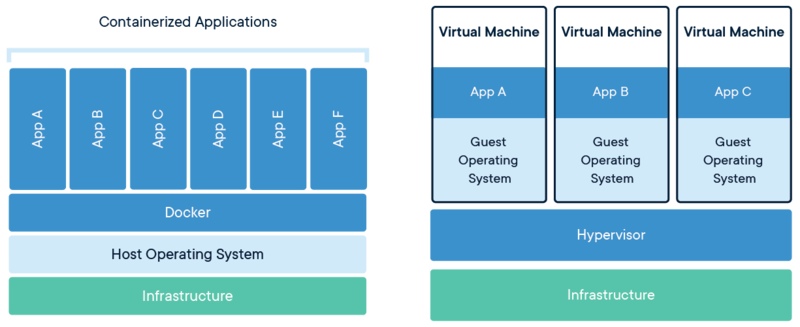 Containerized Applications
App A
App B
App C
App D
App E
App F
Docker
Host Operating System
Infrastructure
Virtual Machine
App A
Guest
Operating
System
Virtual Machine
App B
Guest
Operating
System
Virtual Machine
App C
Guest
Operating
System
Hypervisor
Infrastructure